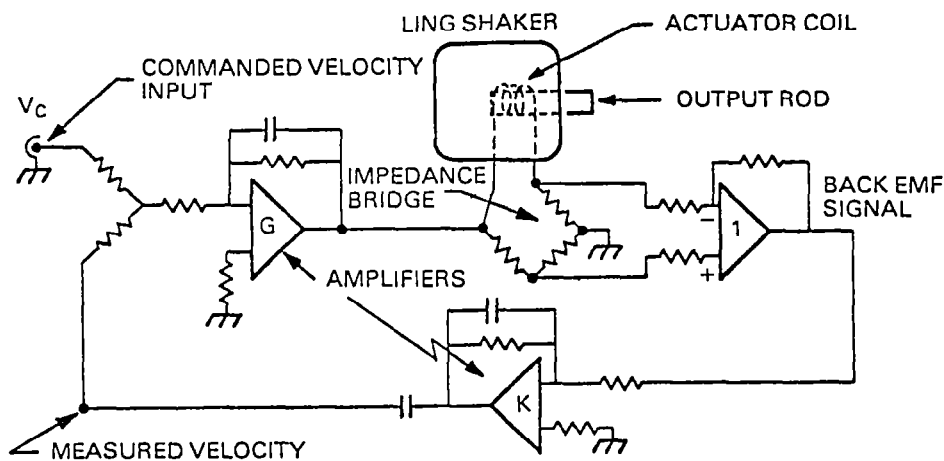 LING SHAKER
ACTUATOR COIL
COMMANDED VELOCITY
INPUT
OUTPUT ROD
VC
IMPEDANCE
BRIDGE
BACK EMF
SIGNAL
G
−
1
+
AMPLIFIERS
K
MEASURED VELOCITY